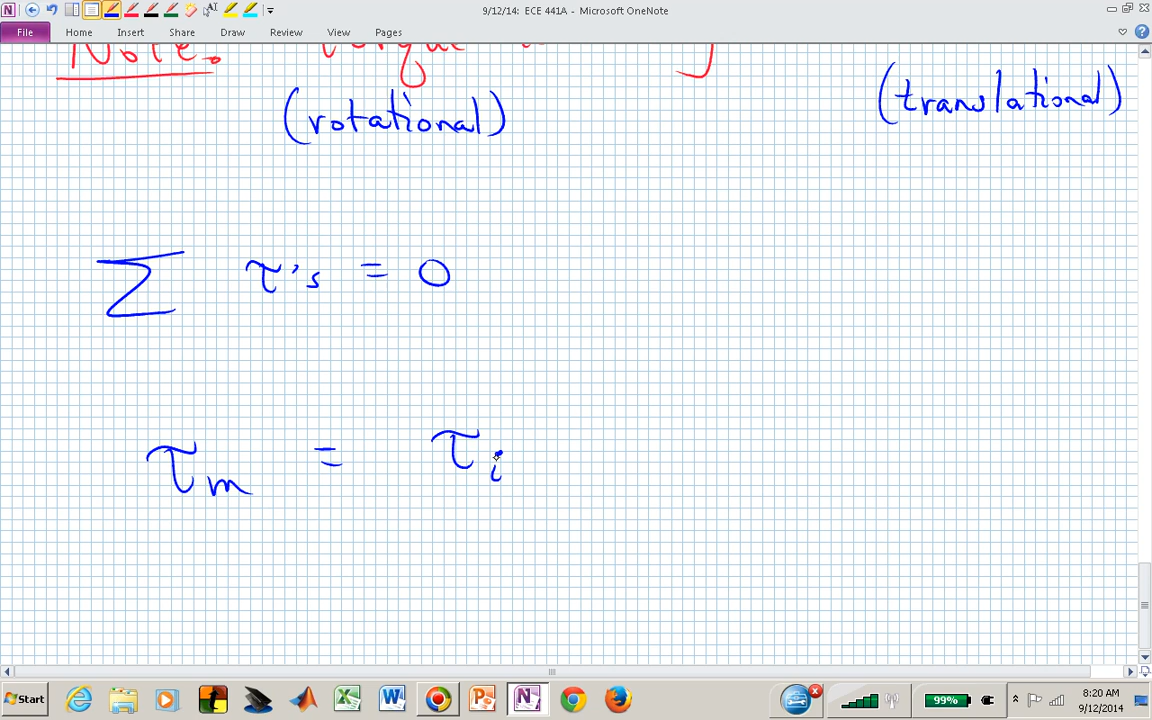 9/12/14: ECE 441A - Microsoft OneNote
File Home Insert Share Draw Review View Pages
Note:
(rotational) (translational)
∑ τ's = 0
τm = τi
Start 99% 8:20 AM
9/12/2014